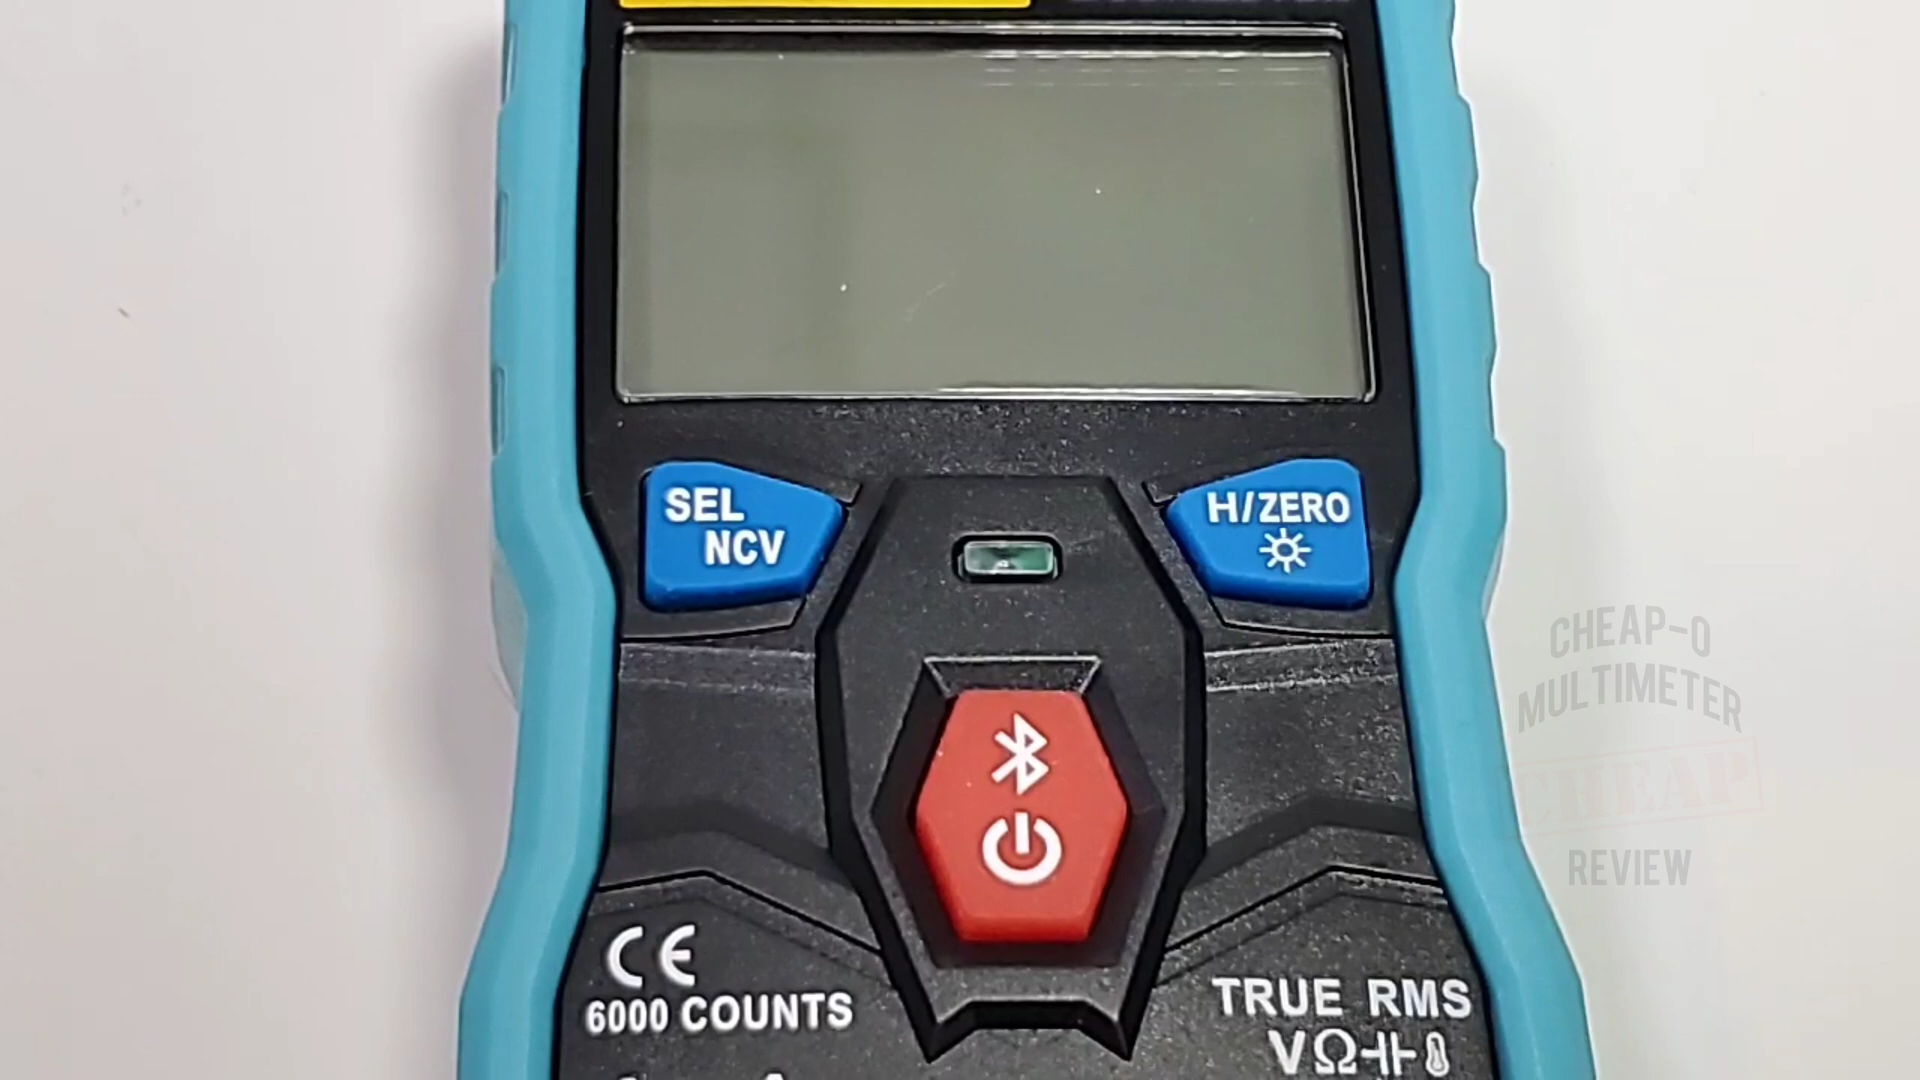 SEL
NCV
H/ZERO
CHEAP-O
MULTIMETER
CHEAP
REVIEW
CE
6000 COUNTS
TRUE RMS
VΩ